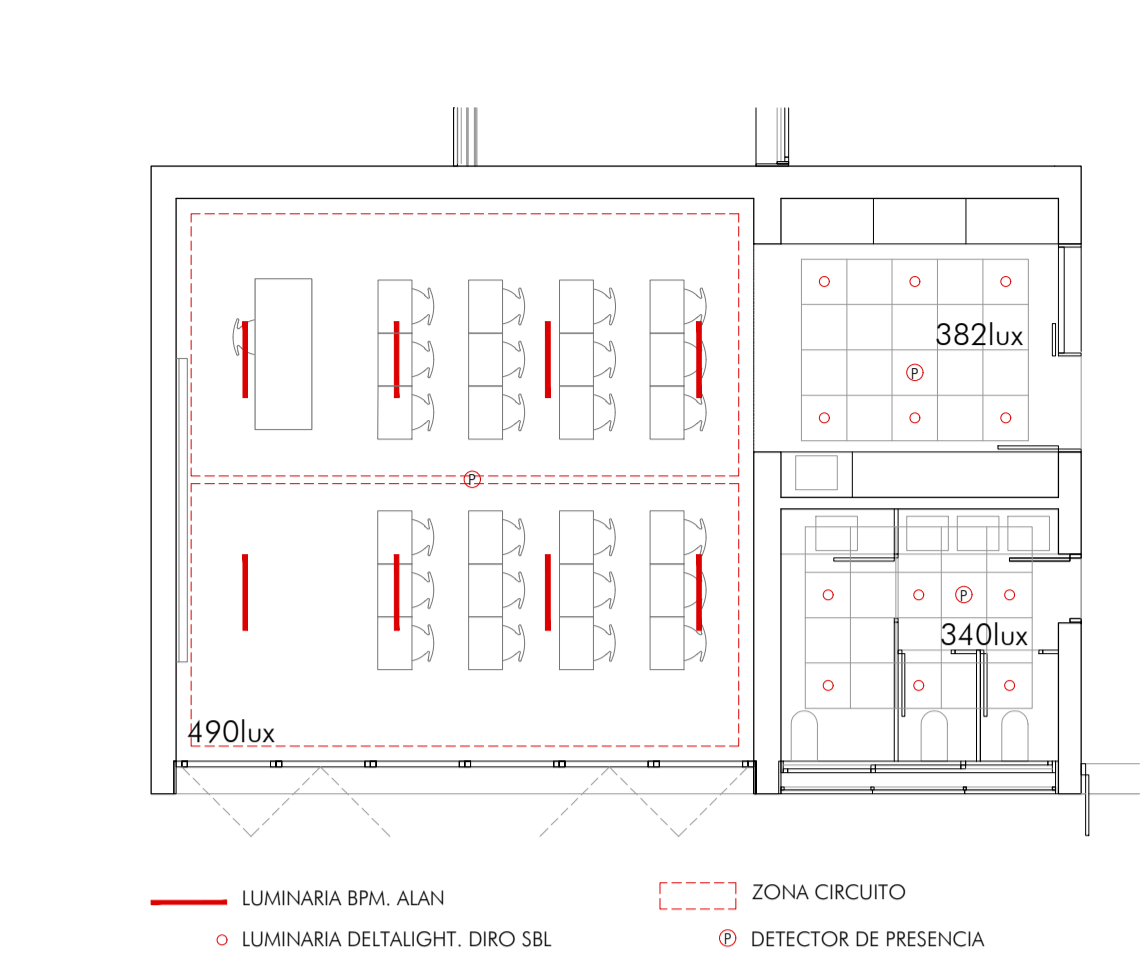 382lux
P
P
P
340lux
490lux
LUMINARIA BPM. ALAN
ZONA CIRCUITO
LUMINARIA DELTALIGHT. DIRO SBL
P DETECTOR DE PRESENCIA